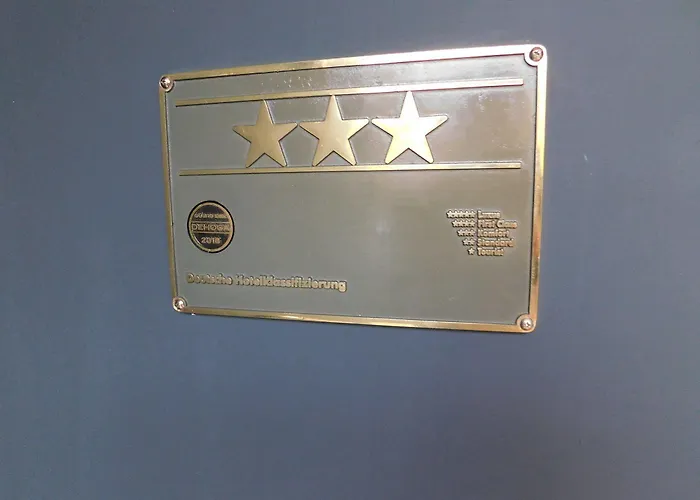 DEHOGA
★★★★★ Luxus
★★★★ First Class
★★★ Komfort
★★ Standard
★ Tourist
Deutsche Hotelklassifizierung